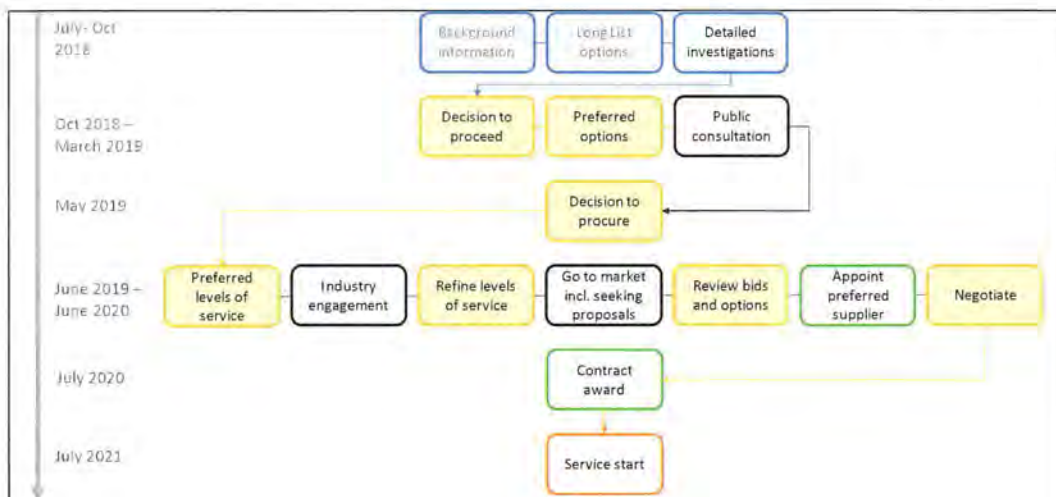 July- Oct
2018
Background
information
Long List
options
Detailed
investigations
Oct 2018 –
March 2019
Decision to
proceed
Preferred
options
Public
consultation
May 2019
Decision to
procure
June 2019 –
June 2020
Preferred
levels of
service
Industry
engagement
Refine levels
of service
Go to market
incl. seeking
proposals
Review bids
and options
Appoint
preferred
supplier
Negotiate
July 2020
Contract
award
July 2021
Service start